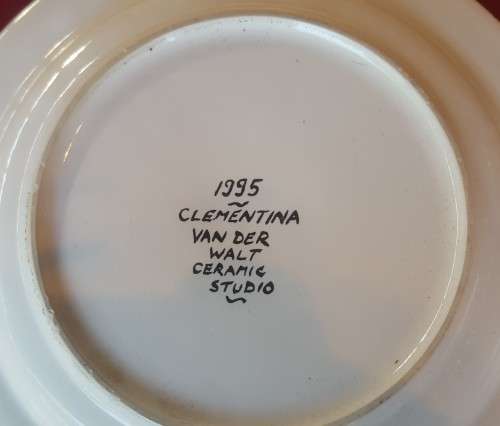 1995
~
CLEMENTINA
VAN DER
WALT
CERAMIC
STUDIO
~